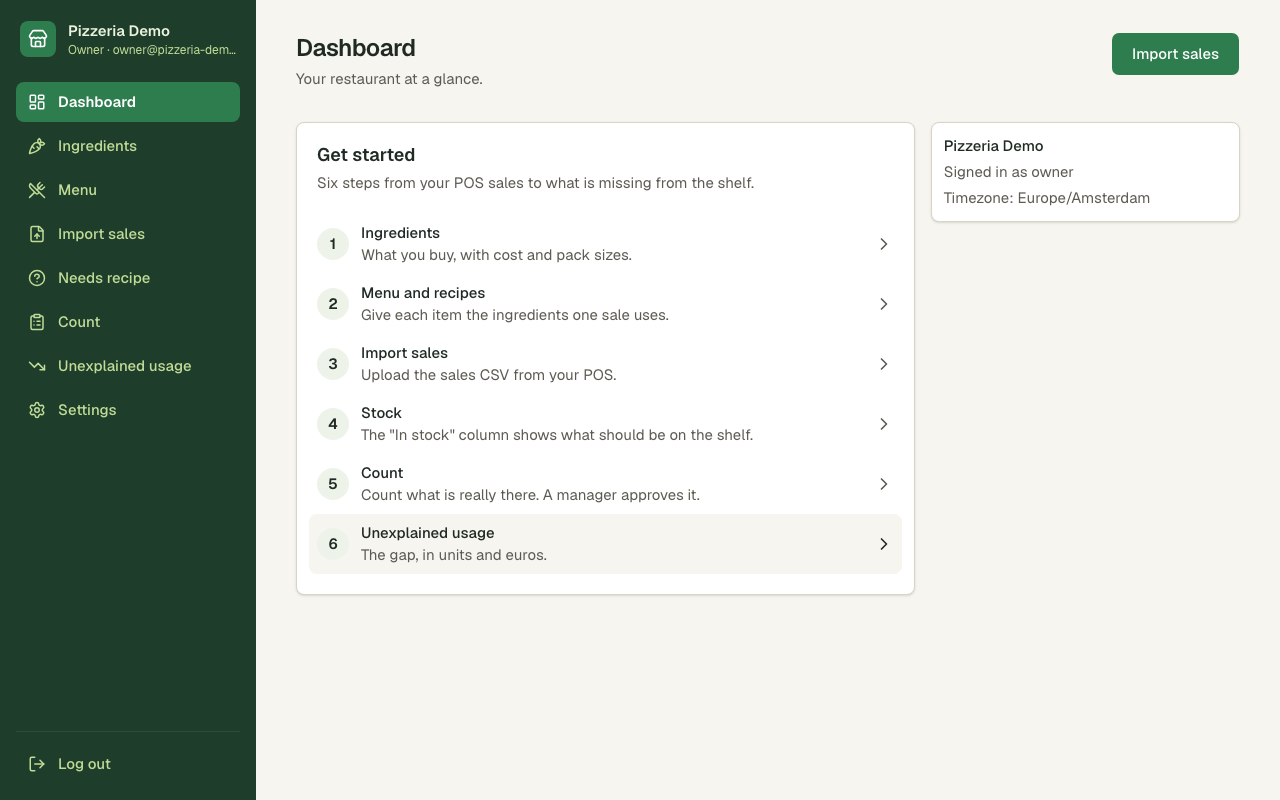 Pizzeria Demo
Owner · owner@pizzeria-dem...
Dashboard
Ingredients
Menu
Import sales
Needs recipe
Count
Unexplained usage
Settings
Log out
Dashboard
Your restaurant at a glance.
Import sales
Get started
Six steps from your POS sales to what is missing from the shelf.
1
Ingredients
What you buy, with cost and pack sizes.
2
Menu and recipes
Give each item the ingredients one sale uses.
3
Import sales
Upload the sales CSV from your POS.
4
Stock
The "In stock" column shows what should be on the shelf.
5
Count
Count what is really there. A manager approves it.
6
Unexplained usage
The gap, in units and euros.
Pizzeria Demo
Signed in as owner
Timezone: Europe/Amsterdam